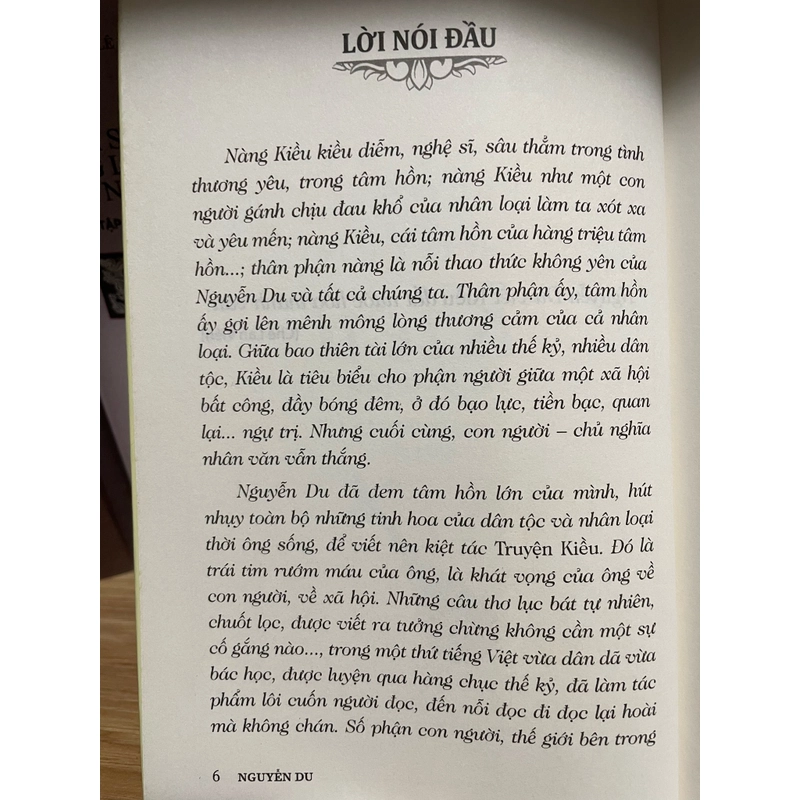 LỜI NÓI ĐẦU
Nàng Kiều kiều diễm, nghệ sĩ, sâu thẳm trong tình
thương yêu, trong tâm hồn; nàng Kiều như một con
người gánh chịu đau khổ của nhân loại làm ta xót xa
và yêu mến; nàng Kiều, cái tâm hồn của hàng triệu tâm
hồn...; thân phận nàng là nỗi thao thức không yên của
Nguyễn Du và tất cả chúng ta. Thân phận ấy, tâm hồn
ấy gợi lên mênh mông lòng thương cảm của cả nhân
loại. Giữa bao thiên tài lớn của nhiều thế kỷ, nhiều dân
tộc, Kiều là tiêu biểu cho phận người giữa một xã hội
bất công, đầy bóng đêm, ở đó bạo lực, tiền bạc, quan
lại... ngự trị. Nhưng cuối cùng, con người – chủ nghĩa
nhân văn vẫn thắng.
Nguyễn Du đã đem tâm hồn lớn của mình, hút
nhụy toàn bộ những tinh hoa của dân tộc và nhân loại
thời ông sống, để viết nên kiệt tác Truyện Kiều. Đó là
trái tim rướm máu của ông, là khát vọng của ông về
con người, về xã hội. Những câu thơ lục bát tự nhiên,
chuốt lọc, được viết ra tưởng chừng không cần một sự
cố gắng nào..., trong một thứ tiếng Việt vừa dân dã vừa
bác học, được luyện qua hàng chục thế kỷ, đã làm tác
phẩm lôi cuốn người đọc, đến nỗi đọc đi đọc lại hoài
mà không chán. Số phận con người, thế giới bên trong
6 NGUYỄN DU
TẬP